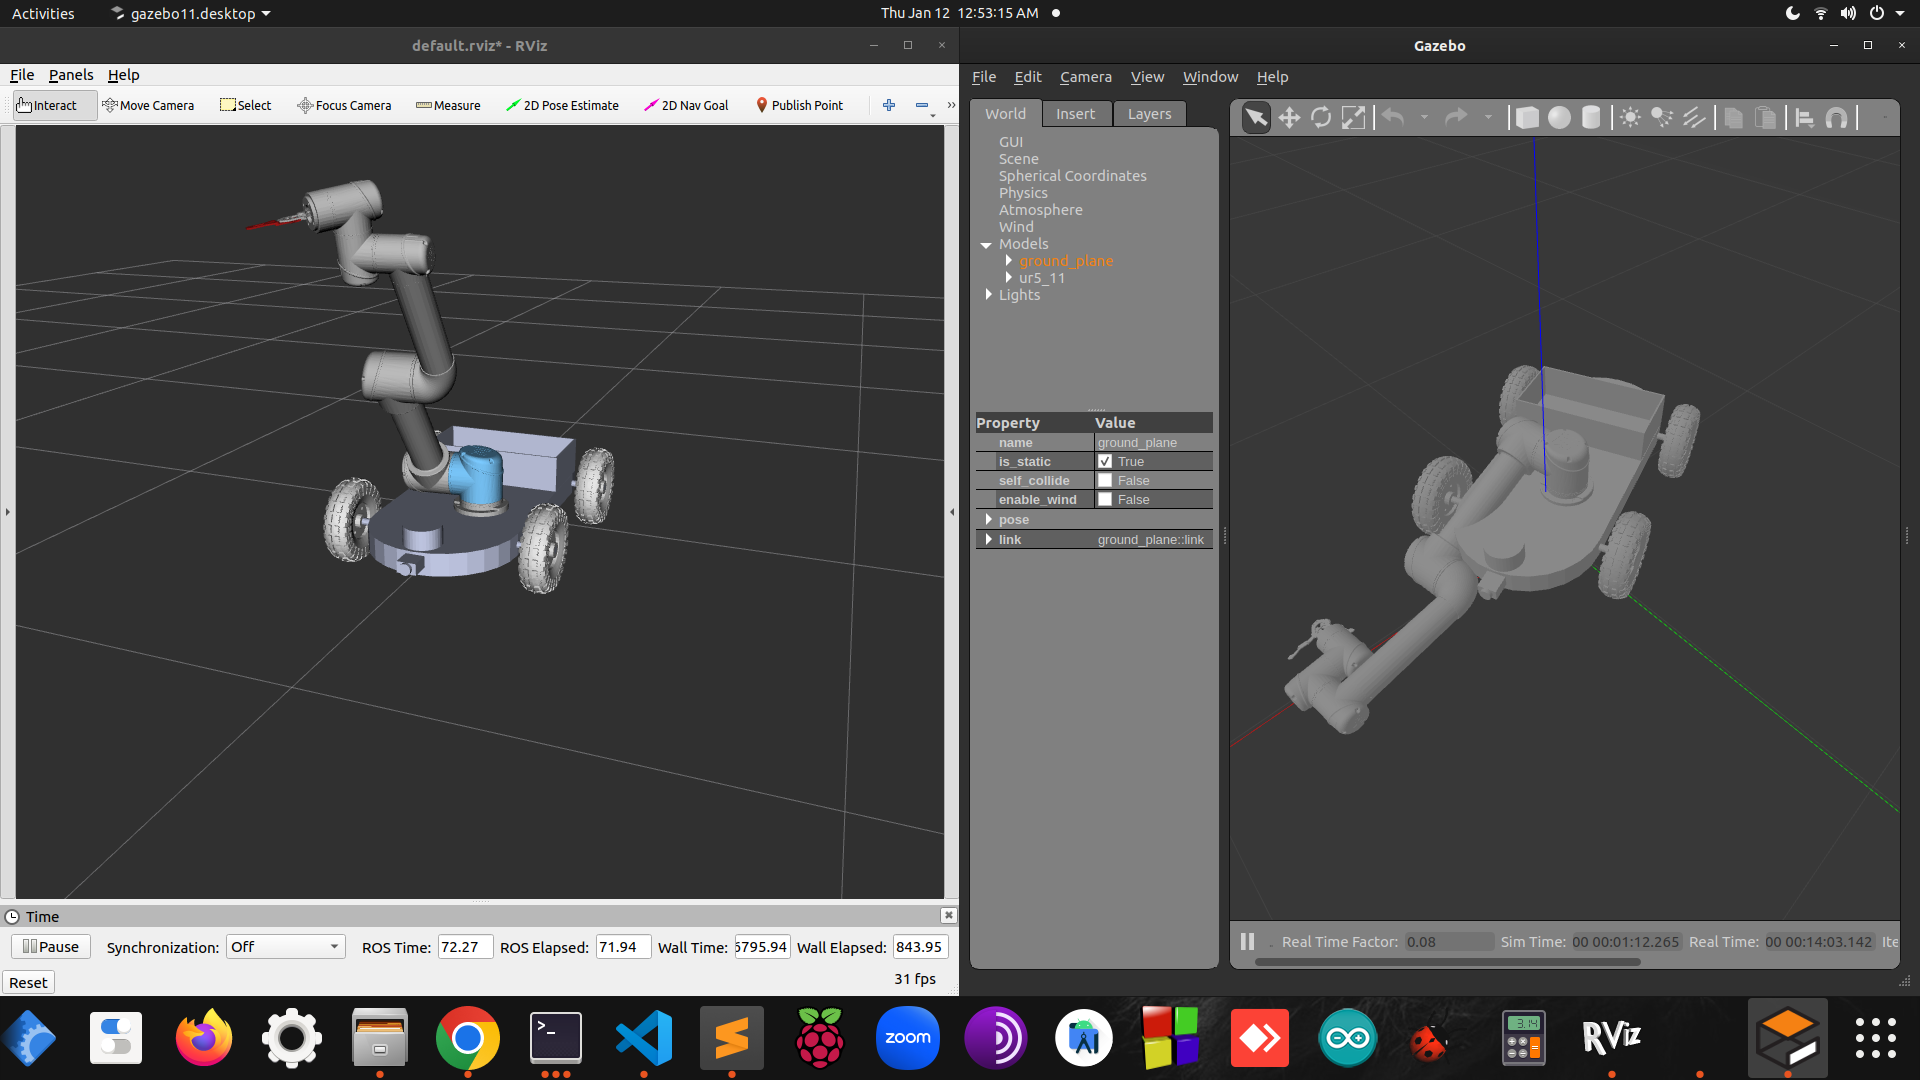 Activities gazebo11.desktop Thu Jan 12 12:53:15 AM
default.rviz* - RViz
File Panels Help
Interact Move Camera Select Focus Camera Measure 2D Pose Estimate 2D Nav Goal Publish Point »
Time
Pause Synchronization: Off ROS Time: 72.27 ROS Elapsed: 71.94 Wall Time: 6795.94 Wall Elapsed: 843.95
Reset 31 fps
Gazebo
File Edit Camera View Window Help
World Insert Layers
GUI
Scene
Spherical Coordinates
Physics
Atmosphere
Wind
Models
ground_plane
ur5_11
Lights
Property Value
name ground_plane
is_static True
self_collide False
enable_wind False
pose
link ground_plane::link
Real Time Factor: 0.08 Sim Time: 00 00:01:12.265 Real Time: 00 00:14:03.142 Ite
>_ zoom 3.14 RViz